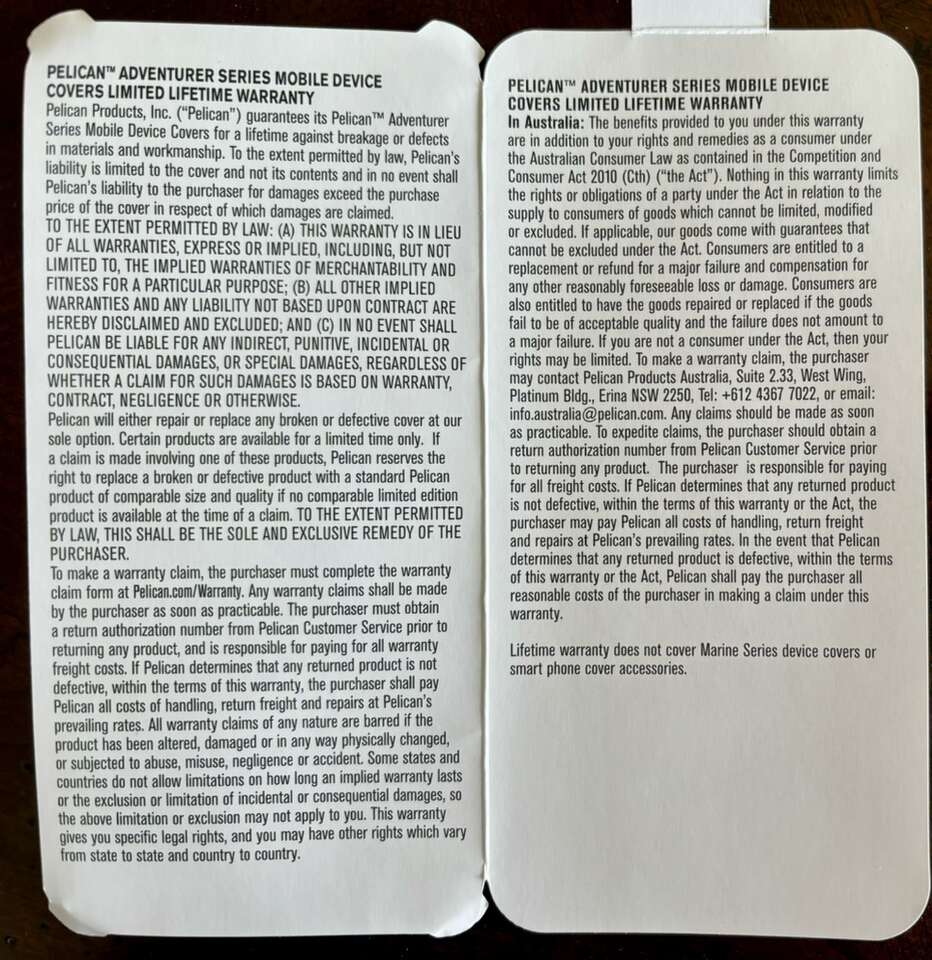 PELICAN™ ADVENTURER SERIES MOBILE DEVICE
COVERS LIMITED LIFETIME WARRANTY
Pelican Products, Inc. (“Pelican”) guarantees its Pelican™ Adventurer
Series Mobile Device Covers for a lifetime against breakage or defects
in materials and workmanship. To the extent permitted by law, Pelican’s
liability is limited to the cover and not its contents and in no event shall
Pelican’s liability to the purchaser for damages exceed the purchase
price of the cover in respect of which damages are claimed.
TO THE EXTENT PERMITTED BY LAW: (A) THIS WARRANTY IS IN LIEU
OF ALL WARRANTIES, EXPRESS OR IMPLIED, INCLUDING, BUT NOT
LIMITED TO, THE IMPLIED WARRANTIES OF MERCHANTABILITY AND
FITNESS FOR A PARTICULAR PURPOSE; (B) ALL OTHER IMPLIED
WARRANTIES AND ANY LIABILITY NOT BASED UPON CONTRACT ARE
HEREBY DISCLAIMED AND EXCLUDED; AND (C) IN NO EVENT SHALL
PELICAN BE LIABLE FOR ANY INDIRECT, PUNITIVE, INCIDENTAL OR
CONSEQUENTIAL DAMAGES, OR SPECIAL DAMAGES, REGARDLESS OF
WHETHER A CLAIM FOR SUCH DAMAGES IS BASED ON WARRANTY,
CONTRACT, NEGLIGENCE OR OTHERWISE.
Pelican will either repair or replace any broken or defective cover at our
sole option. Certain products are available for a limited time only. If
a claim is made involving one of these products, Pelican reserves the
right to replace a broken or defective product with a standard Pelican
product of comparable size and quality if no comparable limited edition
product is available at the time of a claim. TO THE EXTENT PERMITTED
BY LAW, THIS SHALL BE THE SOLE AND EXCLUSIVE REMEDY OF THE
PURCHASER.
To make a warranty claim, the purchaser must complete the warranty
claim form at Pelican.com/Warranty. Any warranty claims shall be made
by the purchaser as soon as practicable. The purchaser must obtain
a return authorization number from Pelican Customer Service prior to
returning any product, and is responsible for paying for all warranty
freight costs. If Pelican determines that any returned product is not
defective, within the terms of this warranty, the purchaser shall pay
Pelican all costs of handling, return freight and repairs at Pelican’s
prevailing rates. All warranty claims of any nature are barred if the
product has been altered, damaged or in any way physically changed,
or subjected to abuse, misuse, negligence or accident. Some states and
countries do not allow limitations on how long an implied warranty lasts
or the exclusion or limitation of incidental or consequential damages, so
the above limitation or exclusion may not apply to you. This warranty
gives you specific legal rights, and you may have other rights which vary
from state to state and country to country.
PELICAN™ ADVENTURER SERIES MOBILE DEVICE
COVERS LIMITED LIFETIME WARRANTY
In Australia: The benefits provided to you under this warranty
are in addition to your rights and remedies as a consumer under
the Australian Consumer Law as contained in the Competition and
Consumer Act 2010 (Cth) (“the Act”). Nothing in this warranty limits
the rights or obligations of a party under the Act in relation to the
supply to consumers of goods which cannot be limited, modified
or excluded. If applicable, our goods come with guarantees that
cannot be excluded under the Act. Consumers are entitled to a
replacement or refund for a major failure and compensation for
any other reasonably foreseeable loss or damage. Consumers are
also entitled to have the goods repaired or replaced if the goods
fail to be of acceptable quality and the failure does not amount to
a major failure. If you are not a consumer under the Act, then your
rights may be limited. To make a warranty claim, the purchaser
may contact Pelican Products Australia, Suite 2.33, West Wing,
Platinum Bldg., Erina NSW 2250, Tel: +612 4367 7022, or email:
info.australia@pelican.com. Any claims should be made as soon
as practicable. To expedite claims, the purchaser should obtain a
return authorization number from Pelican Customer Service prior
to returning any product. The purchaser is responsible for paying
for all freight costs. If Pelican determines that any returned product
is not defective, within the terms of this warranty or the Act, the
purchaser may pay Pelican all costs of handling, return freight
and repairs at Pelican’s prevailing rates. In the event that Pelican
determines that any returned product is defective, within the terms
of this warranty or the Act, Pelican shall pay the purchaser all
reasonable costs of the purchaser in making a claim under this
warranty.
Lifetime warranty does not cover Marine Series device covers or
smart phone cover accessories.